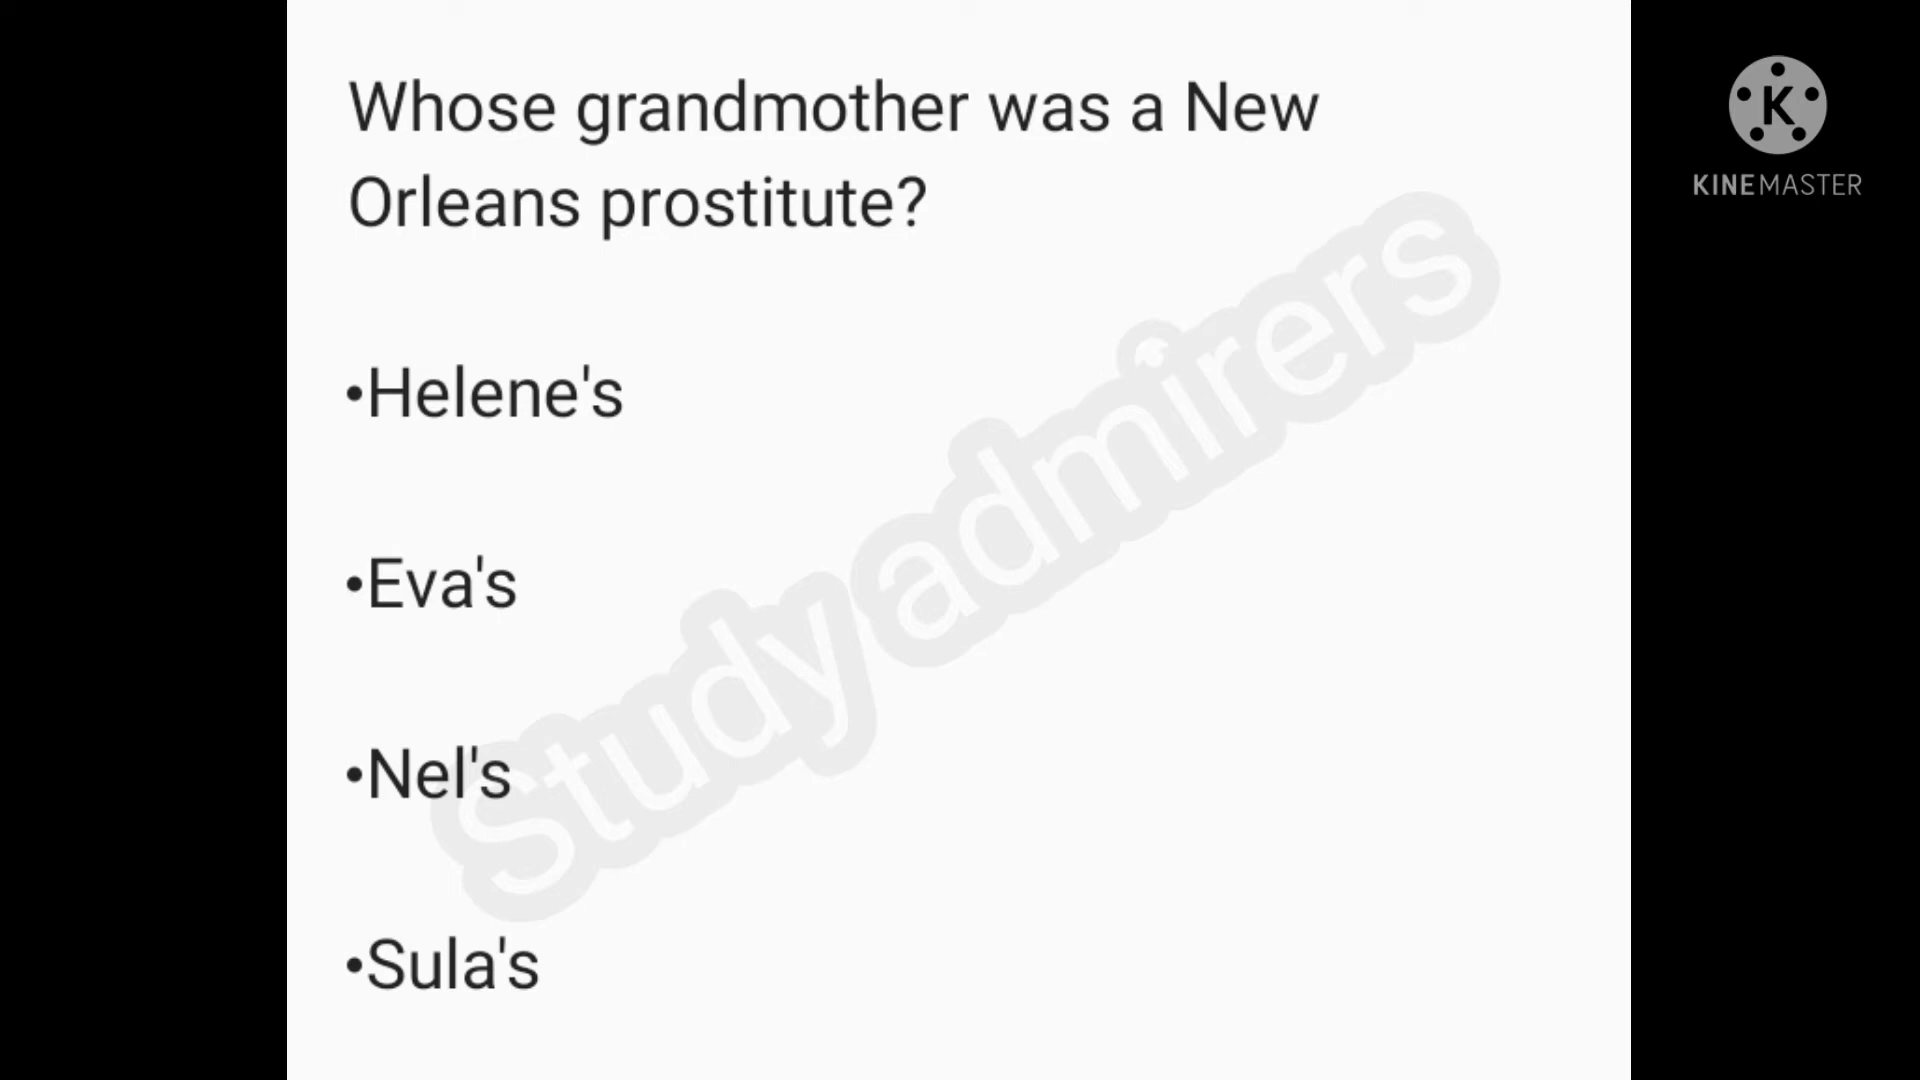 Whose grandmother was a New
Orleans prostitute?
•Helene's
•Eva's
•Nel's
•Sula's
Study admirers
K
KINEMASTER